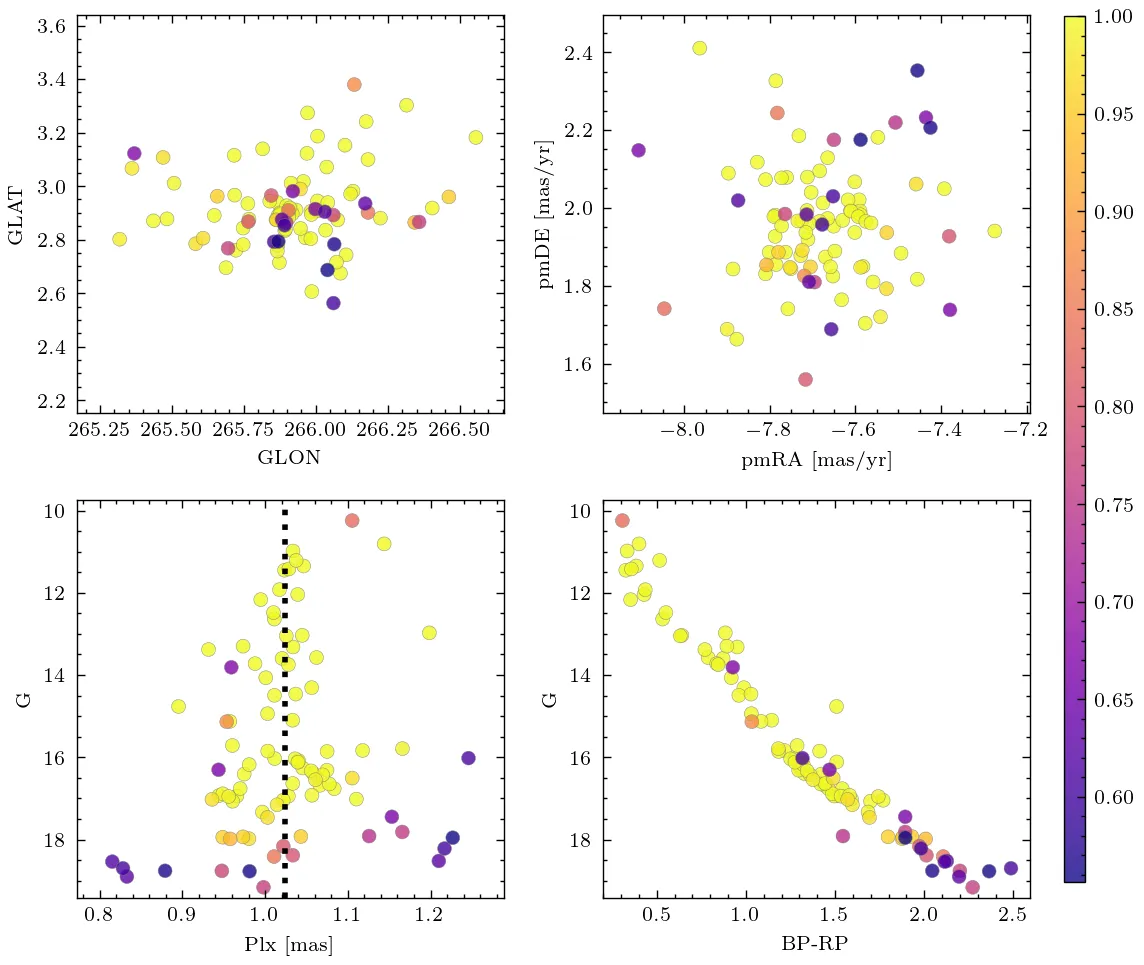 3.6
3.4
3.2
3.0
2.8
2.6
2.4
2.2
GLAT
265.25 265.50 265.75 266.00 266.25 266.50
GLON
2.4
2.2
2.0
1.8
1.6
pmDE [mas/yr]
−8.0 −7.8 −7.6 −7.4 −7.2
pmRA [mas/yr]
1.00
0.95
0.90
0.85
0.80
0.75
0.70
0.65
0.60
10
12
14
16
18
G
0.8 0.9 1.0 1.1 1.2
Plx [mas]
10
12
14
16
18
G
0.5 1.0 1.5 2.0 2.5
BP-RP